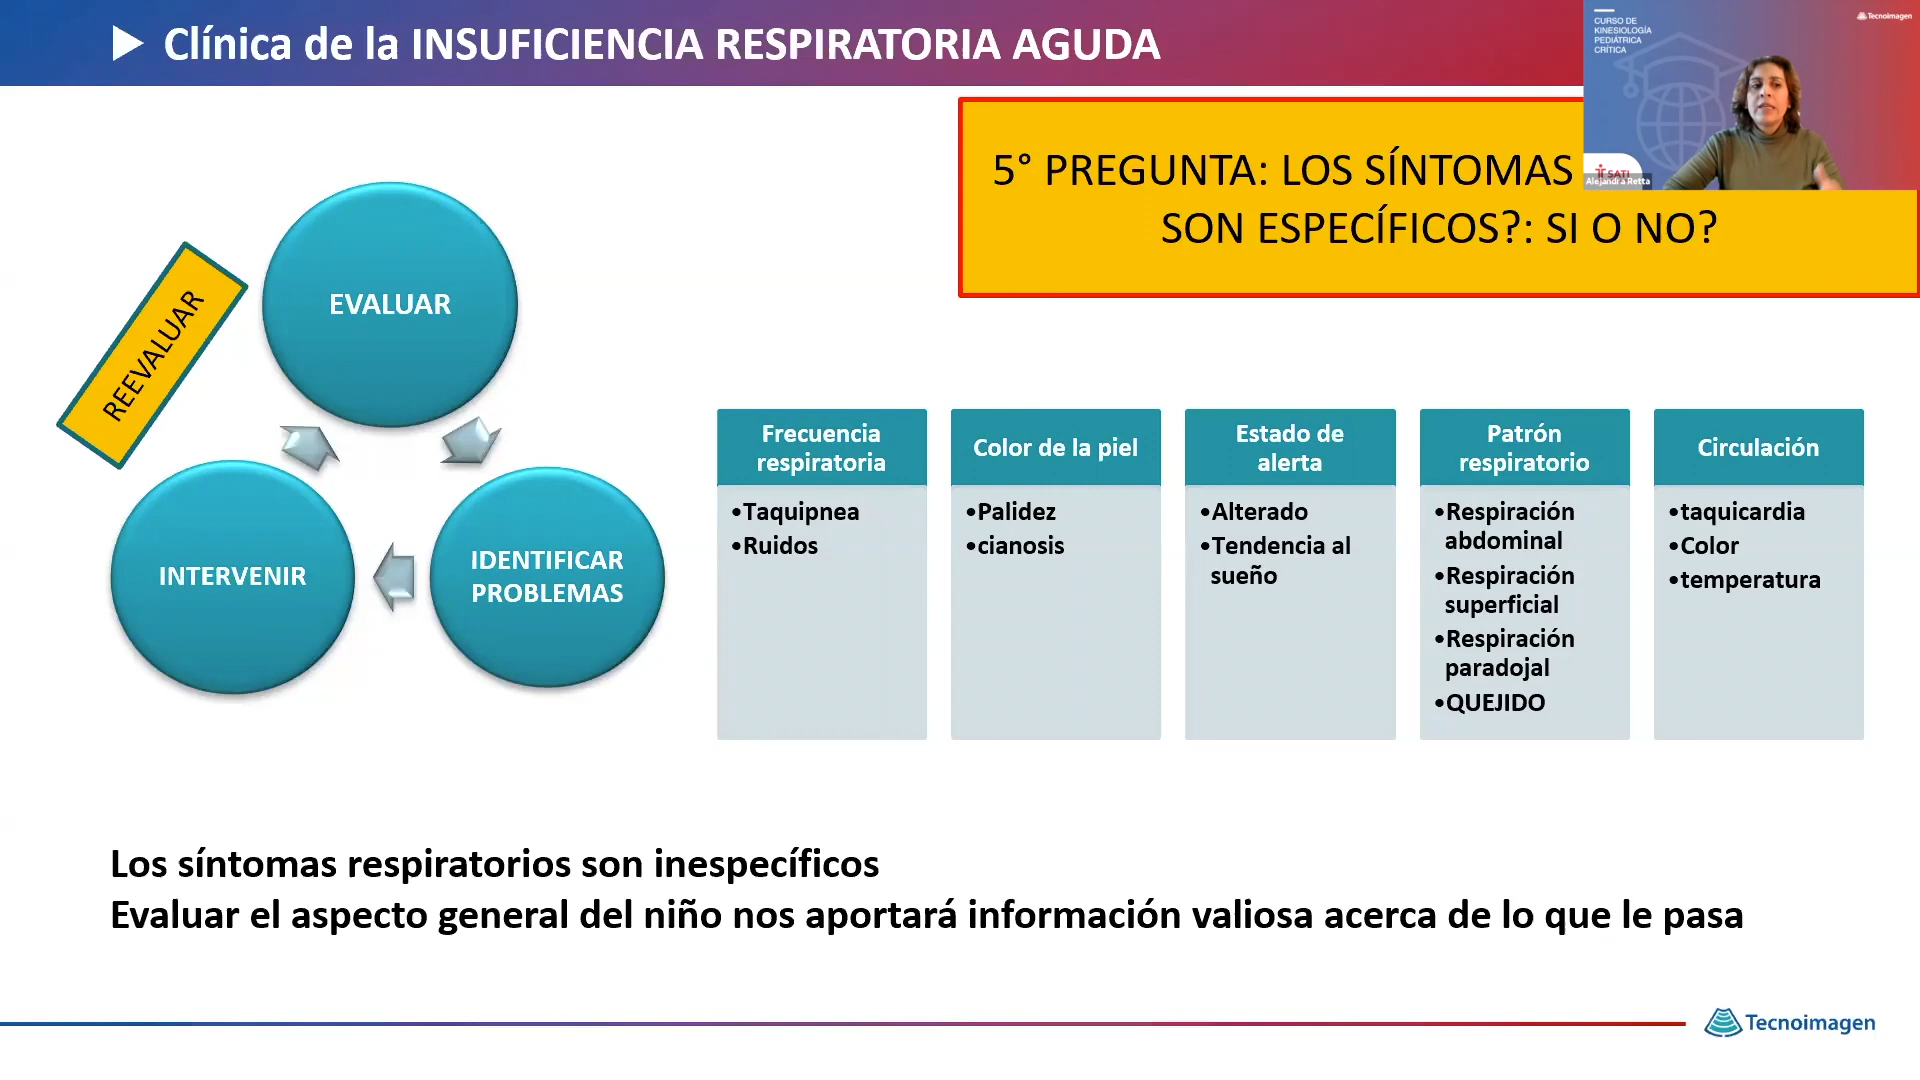 Clínica de la INSUFICIENCIA RESPIRATORIA AGUDA
CURSO DE
KINESIOLOGÍA
PEDIÁTRICA
CRÍTICA
Tecnoimagen
SATI
Alejandra Retta
5° PREGUNTA: LOS SÍNTOMAS
SON ESPECÍFICOS?: SI O NO?
REEVALUAR
EVALUAR
INTERVENIR
IDENTIFICAR
PROBLEMAS
Frecuencia
respiratoria
•Taquipnea
•Ruidos
Color de la piel
•Palidez
•cianosis
Estado de
alerta
•Alterado
•Tendencia al
sueño
Patrón
respiratorio
•Respiración
abdominal
•Respiración
superficial
•Respiración
paradojal
•QUEJIDO
Circulación
•taquicardia
•Color
•temperatura
Los síntomas respiratorios son inespecíficos
Evaluar el aspecto general del niño nos aportará información valiosa acerca de lo que le pasa
Tecnoimagen